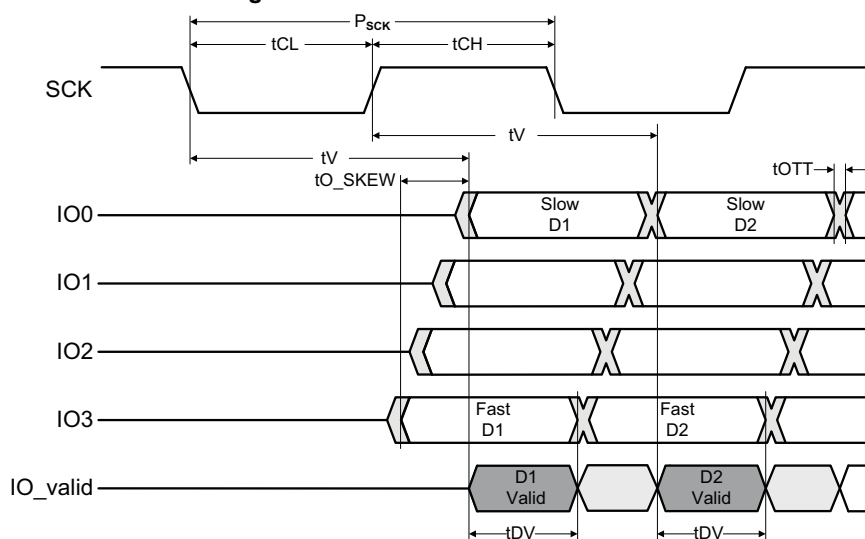 PSCK
tCL
tCH
SCK
tV
tV
tO_SKEW
tOTT
IO0
Slow
D1
Slow
D2
IO1
IO2
IO3
Fast
D1
Fast
D2
IO_valid
D1
Valid
D2
Valid
tDV
tDV